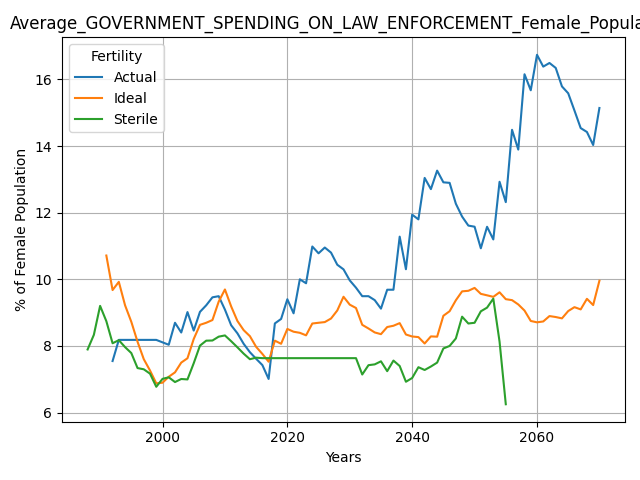 Average_GOVERNMENT_SPENDING_ON_LAW_ENFORCEMENT_Female_Popula
Fertility
Actual
Ideal
Sterile
% of Female Population
16
14
12
10
8
6
2000 2020 2040 2060
Years